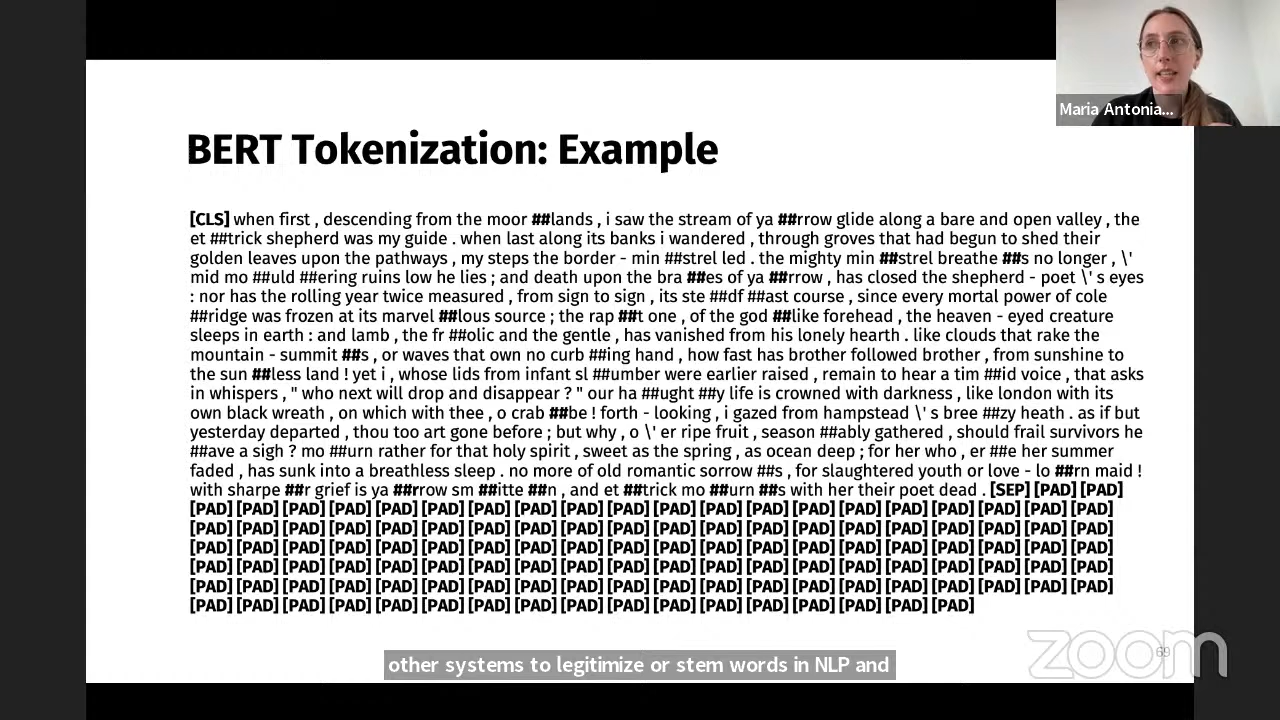 Maria Antonia...
BERT Tokenization: Example
[CLS] when first , descending from the moor ##lands , i saw the stream of ya ##rrow glide along a bare and open valley , the
et ##trick shepherd was my guide . when last along its banks i wandered , through groves that had begun to shed their
golden leaves upon the pathways , my steps the border - min ##strel led . the mighty min ##strel breathe ##s no longer , \'
mid mo ##uld ##ering ruins low he lies ; and death upon the bra ##es of ya ##rrow , has closed the shepherd - poet \' s eyes
: nor has the rolling year twice measured , from sign to sign , its ste ##df ##ast course , since every mortal power of cole
##ridge was frozen at its marvel ##lous source ; the rap ##t one , of the god ##like forehead , the heaven - eyed creature
sleeps in earth : and lamb , the fr ##olic and the gentle , has vanished from his lonely hearth . like clouds that rake the
mountain - summit ##s , or waves that own no curb ##ing hand , how fast has brother followed brother , from sunshine to
the sun ##less land ! yet i , whose lids from infant sl ##umber were earlier raised , remain to hear a tim ##id voice , that asks
in whispers , " who next will drop and disappear ? " our ha ##ught ##y life is crowned with darkness , like london with its
own black wreath , on which with thee , o crab ##be ! forth - looking , i gazed from hampstead \' s bree ##zy heath . as if but
yesterday departed , thou too art gone before ; but why , o \' er ripe fruit , season ##ably gathered , should frail survivors he
##ave a sigh ? mo ##urn rather for that holy spirit , sweet as the spring , as ocean deep ; for her who , er ##e her summer
faded , has sunk into a breathless sleep . no more of old romantic sorrow ##s , for slaughtered youth or love - lo ##rn maid !
with sharpe ##r grief is ya ##rrow sm ##itte ##n , and et ##trick mo ##urn ##s with her their poet dead . [SEP] [PAD] [PAD]
[PAD] [PAD] [PAD] [PAD] [PAD] [PAD] [PAD] [PAD] [PAD] [PAD] [PAD] [PAD] [PAD] [PAD] [PAD] [PAD] [PAD] [PAD] [PAD] [PAD]
[PAD] [PAD] [PAD] [PAD] [PAD] [PAD] [PAD] [PAD] [PAD] [PAD] [PAD] [PAD] [PAD] [PAD] [PAD] [PAD] [PAD] [PAD] [PAD] [PAD]
[PAD] [PAD] [PAD] [PAD] [PAD] [PAD] [PAD] [PAD] [PAD] [PAD] [PAD] [PAD] [PAD] [PAD] [PAD] [PAD] [PAD] [PAD] [PAD] [PAD]
[PAD] [PAD] [PAD] [PAD] [PAD] [PAD] [PAD] [PAD] [PAD] [PAD] [PAD] [PAD] [PAD] [PAD] [PAD] [PAD] [PAD] [PAD] [PAD] [PAD]
[PAD] [PAD] [PAD] [PAD] [PAD] [PAD] [PAD] [PAD] [PAD] [PAD] [PAD] [PAD] [PAD] [PAD] [PAD] [PAD] [PAD] [PAD] [PAD] [PAD]
[PAD] [PAD] [PAD] [PAD] [PAD] [PAD] [PAD] [PAD] [PAD] [PAD] [PAD] [PAD] [PAD] [PAD] [PAD] [PAD] [PAD]
other systems to legitimize or stem words in NLP and
zoom
69